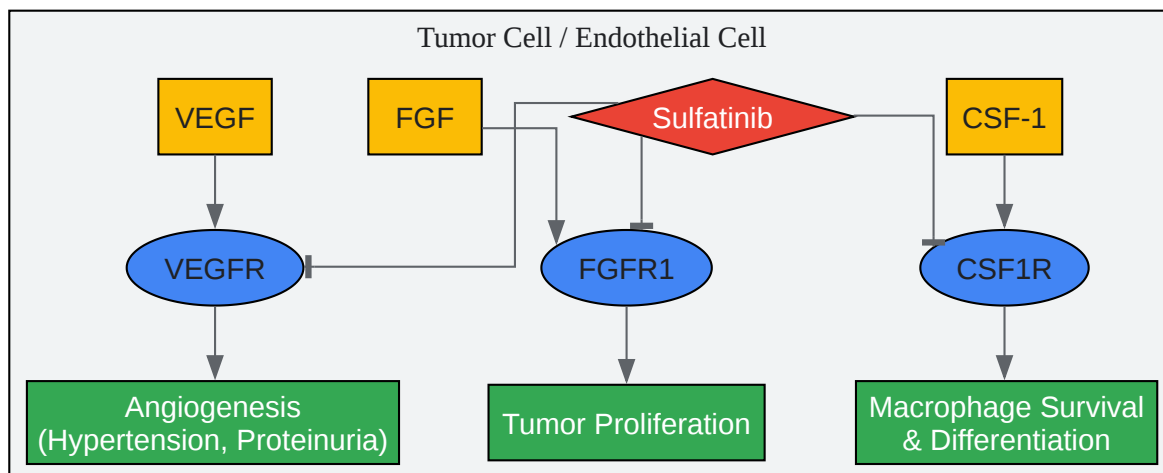 Tumor Cell / Endothelial Cell
VEGF
FGF
Sulfatinib
CSF-1
VEGFR
FGFR1
CSF1R
Angiogenesis
(Hypertension, Proteinuria)
Tumor Proliferation
Macrophage Survival
& Differentiation